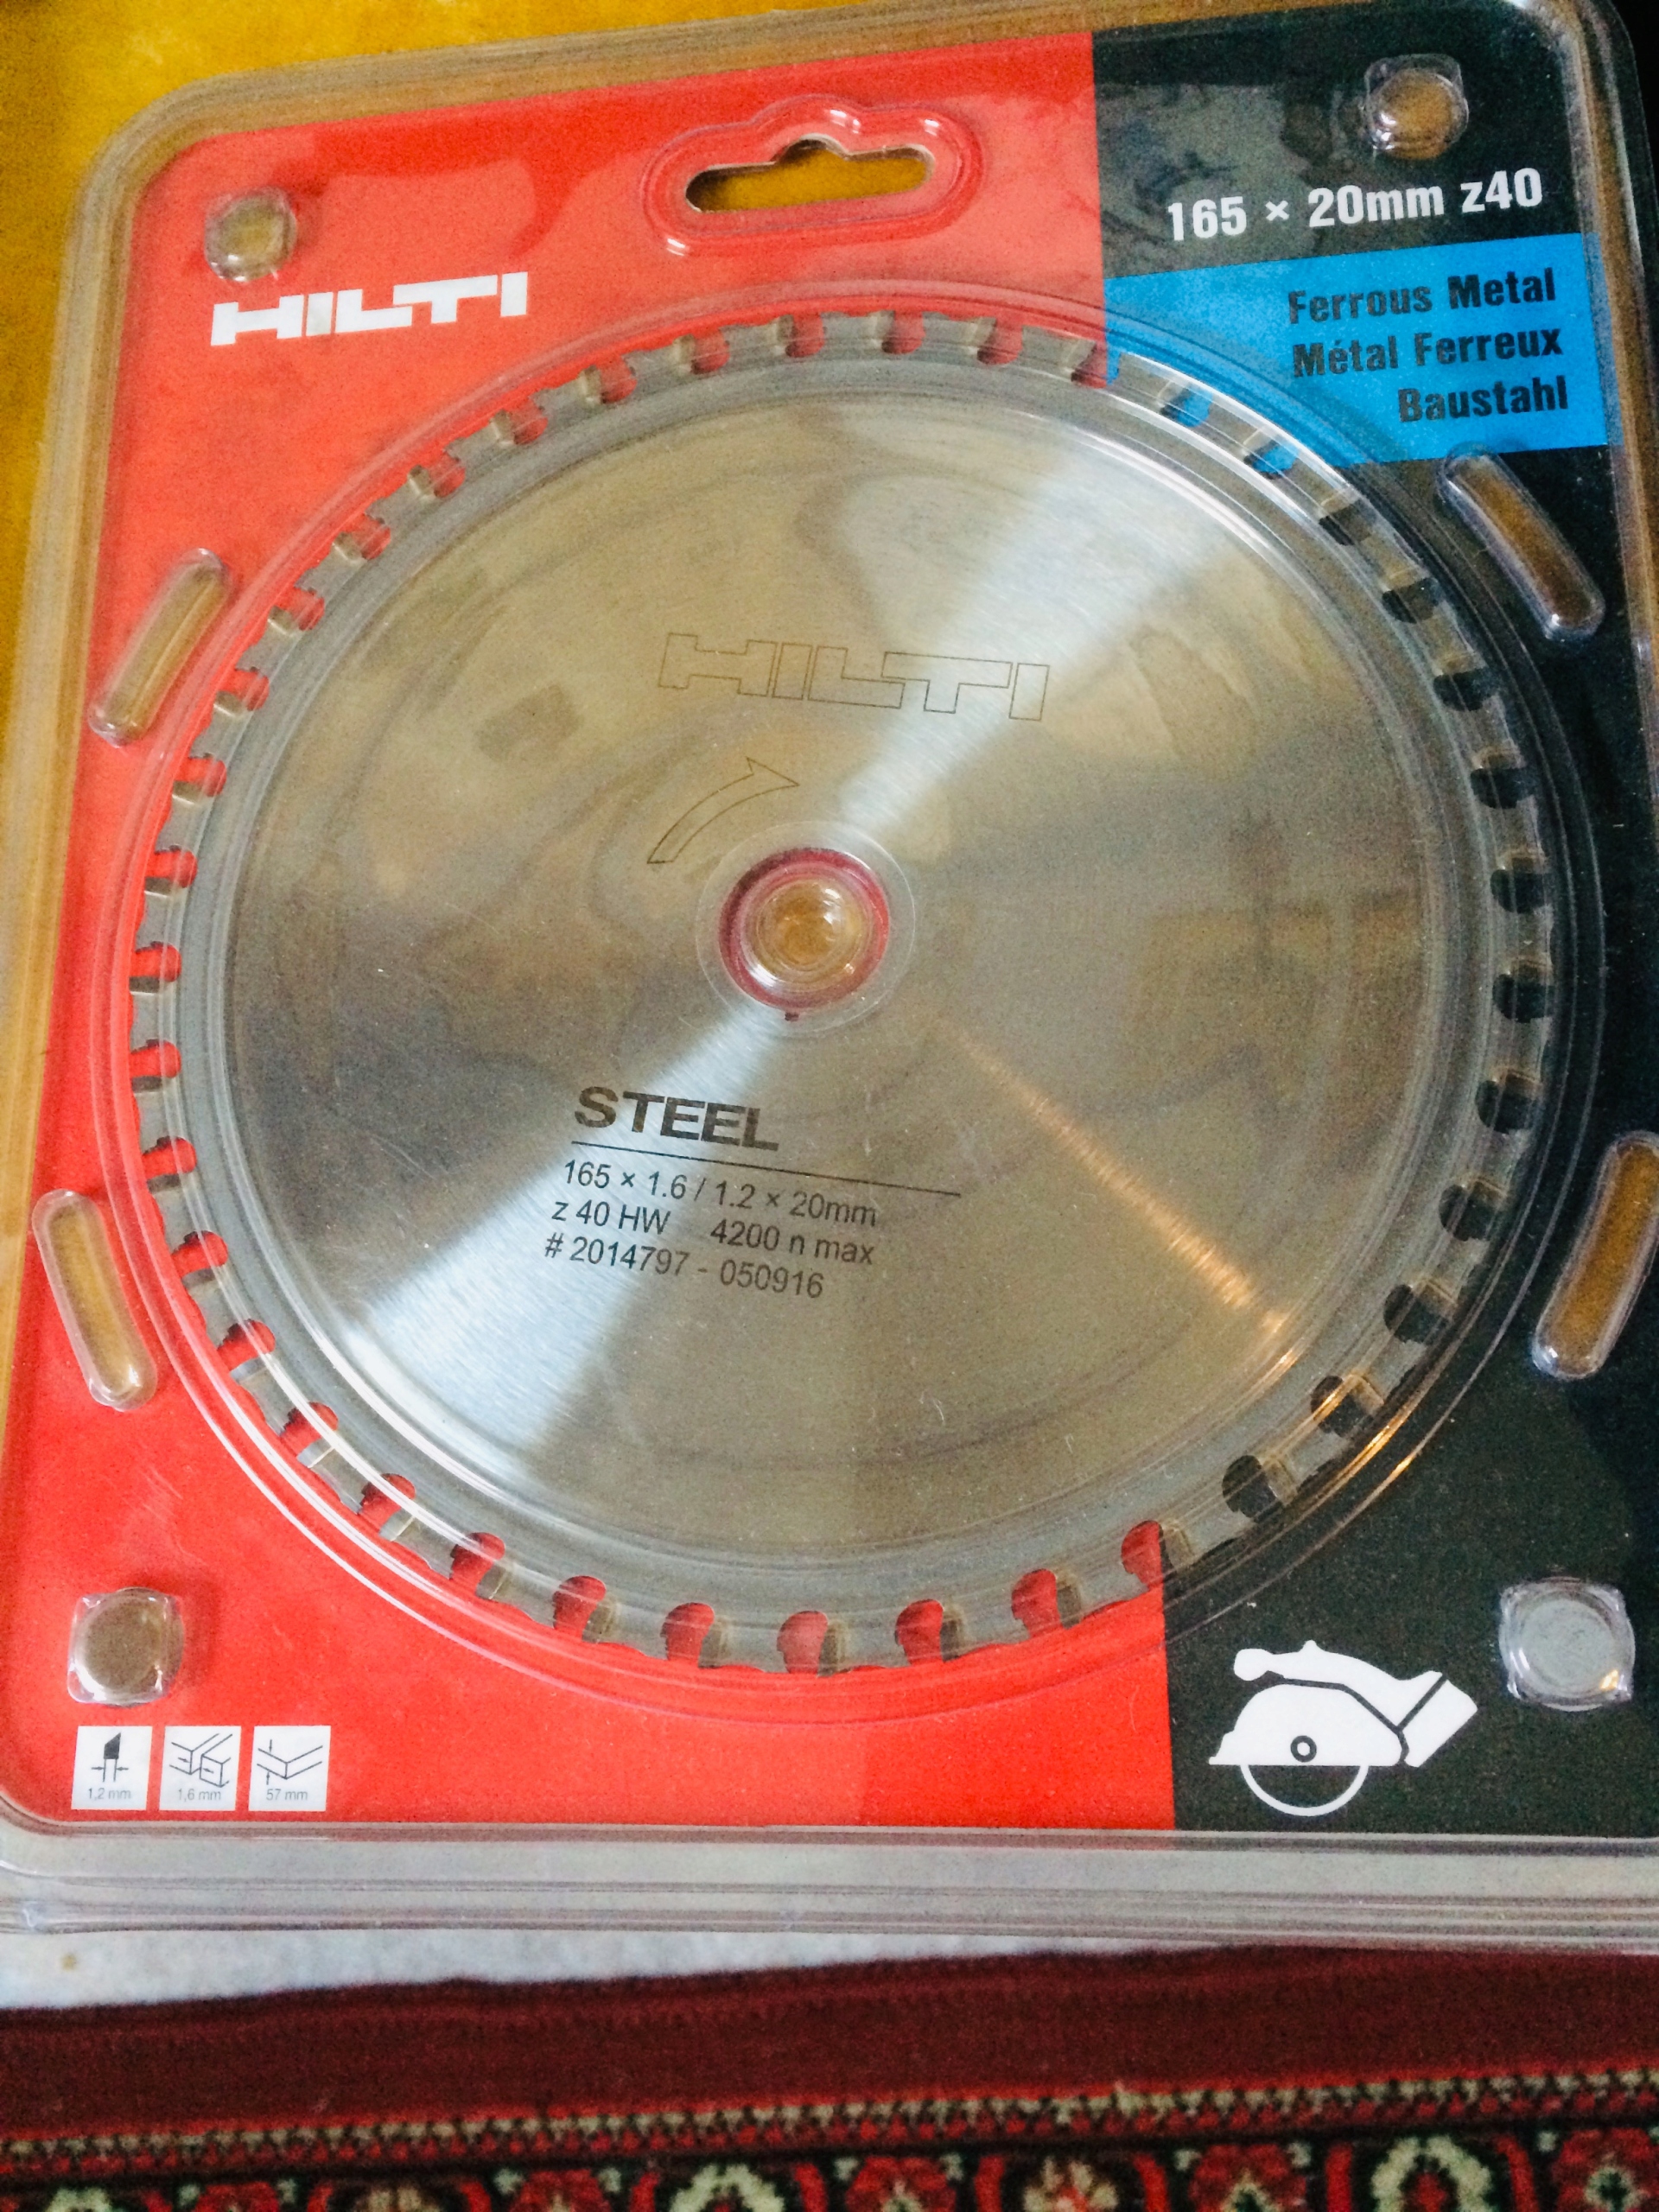 HILTI
165 × 20mm z40
Ferrous Metal
Métal Ferreux
Baustahl
HILTI
STEEL
165 × 1.6 / 1.2 × 20mm
z 40 HW 4200 n max
# 2014797 - 050916
1,2 mm
1,6 mm
57 mm